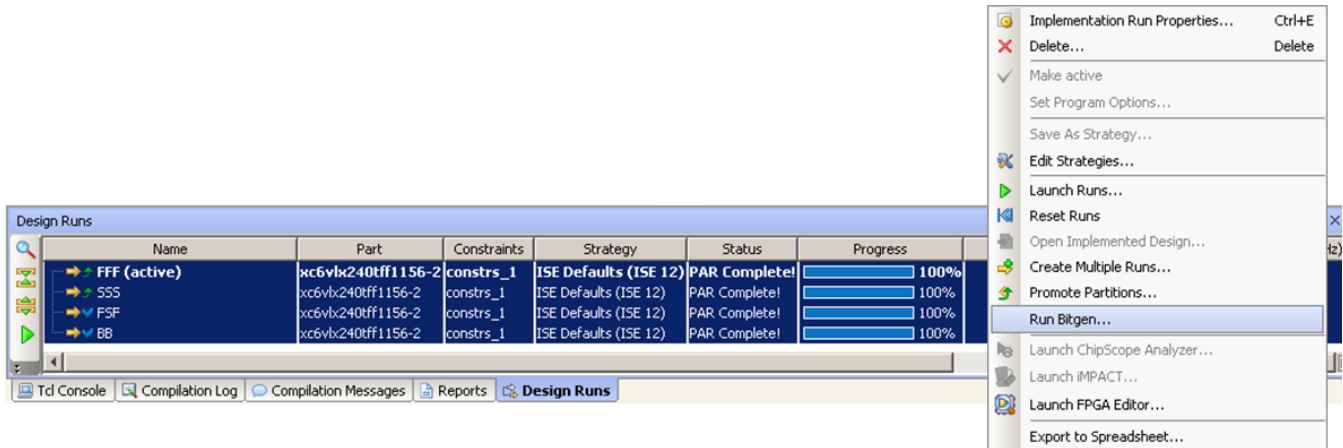 Implementation Run Properties... Ctrl+E
Delete... Delete
Make active
Set Program Options...
Save As Strategy...
Edit Strategies...
Launch Runs...
Reset Runs
Open Implemented Design...
Create Multiple Runs...
Promote Partitions...
Run Bitgen...
Launch ChipScope Analyzer...
Launch iMPACT...
Launch FPGA Editor...
Export to Spreadsheet...
Design Runs
Name Part Constraints Strategy Status Progress
FFF (active) xc6vlx240tff1156-2 constrs_1 ISE Defaults (ISE 12) PAR Complete! 100%
SSS xc6vlx240tff1156-2 constrs_1 ISE Defaults (ISE 12) PAR Complete! 100%
FSF xc6vlx240tff1156-2 constrs_1 ISE Defaults (ISE 12) PAR Complete! 100%
BB xc6vlx240tff1156-2 constrs_1 ISE Defaults (ISE 12) PAR Complete! 100%
Tcl Console Compilation Log Compilation Messages Reports Design Runs